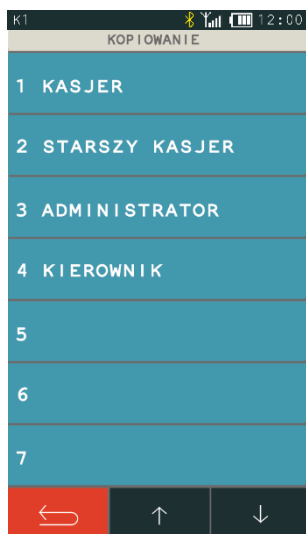 K1 12:00
KOPIOWANIE
1 KASJER
2 STARSZY KASJER
3 ADMINISTRATOR
4 KIEROWNIK
5
6
7